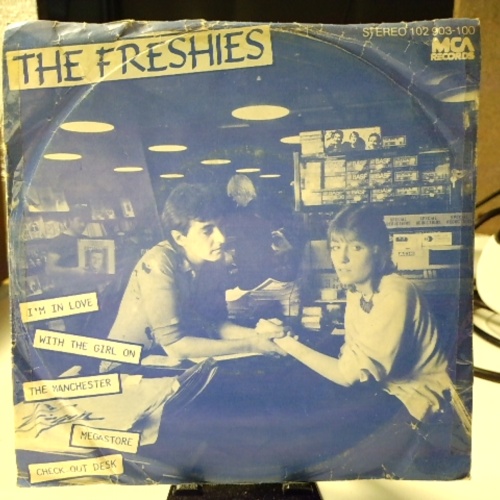 THE FRESHIES
STEREO 102 903-100
MCA
RECORDS
I'M IN LOVE
WITH THE GIRL ON
THE MANCHESTER
MEGASTORE
CHECK-OUT DESK